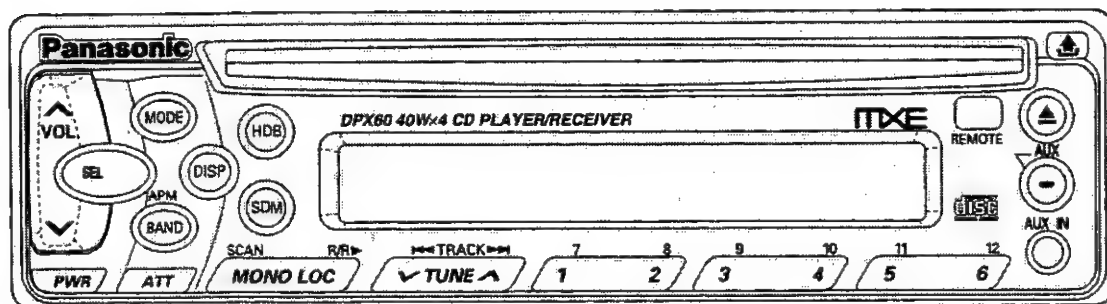 Panasonic
VOL
MODE
HDB
DPX60 40W×4 CD PLAYER/RECEIVER
MXE
REMOTE
AUX
SEL
DISP
APM
BAND
SDM
disc
AUX IN
SCAN R/R▶
⏮ TRACK ⏭
7 8 9 10 11 12
PWR ATT MONO LOC TUNE 1 2 3 4 5 6